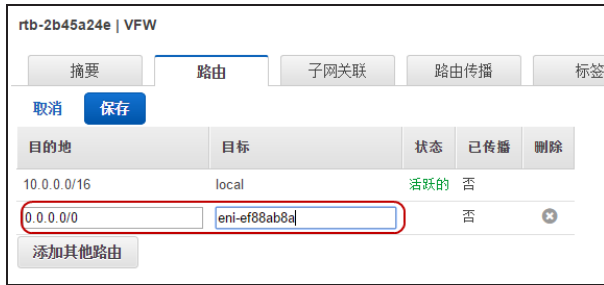 rtb-2b45a24e | VFW
摘要 路由 子网关联 路由传播 标签
取消 保存
目的地 目标 状态 已传播 删除
10.0.0.0/16 local 活跃的 否
0.0.0.0/0 eni-ef88ab8a 否
添加其他路由